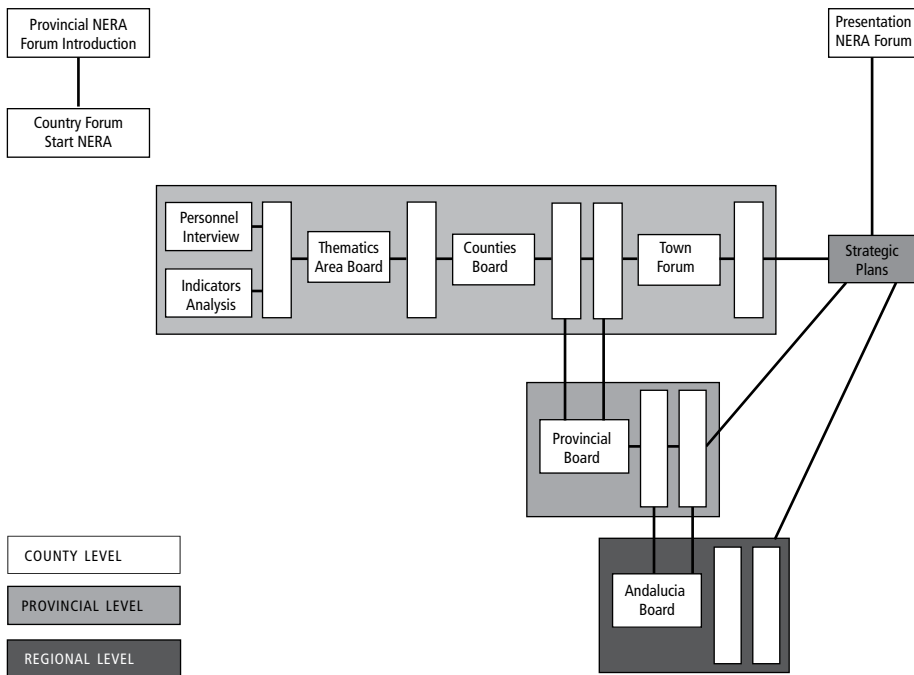 Provincial NERA
Forum Introduction
Presentation
NERA Forum
Country Forum
Start NERA
Personnel
Interview
Indicators
Analysis
Thematics
Area Board
Counties
Board
Town
Forum
Strategic
Plans
Provincial
Board
Andalucia
Board
COUNTY LEVEL
PROVINCIAL LEVEL
REGIONAL LEVEL